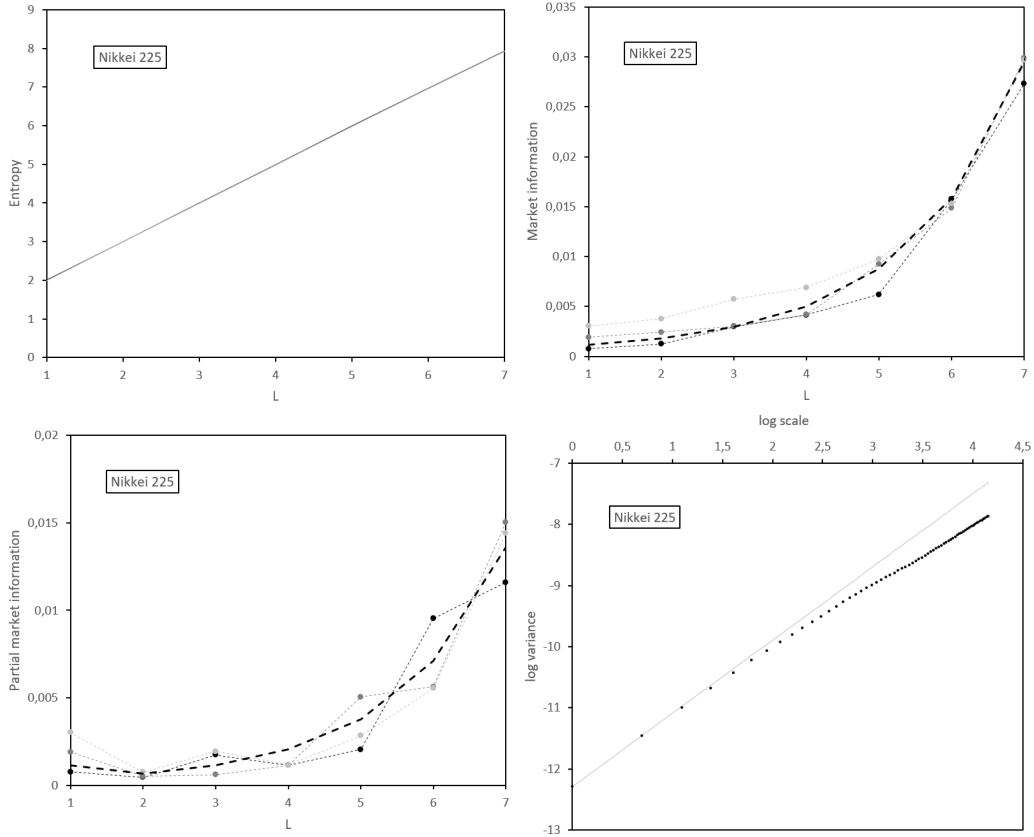 9
8
7
6
5
4
3
2
1
0
Entropy
Nikkei 225
1 2 3 4 5 6 7
L
0,035
0,03
0,025
0,02
0,015
0,01
0,005
0
Market information
Nikkei 225
1 2 3 4 5 6 7
L
0,02
0,015
0,01
0,005
0
Partial market information
Nikkei 225
1 2 3 4 5 6 7
L
log scale
0 0,5 1 1,5 2 2,5 3 3,5 4 4,5
-7
-8
-9
-10
-11
-12
-13
log variance
Nikkei 225